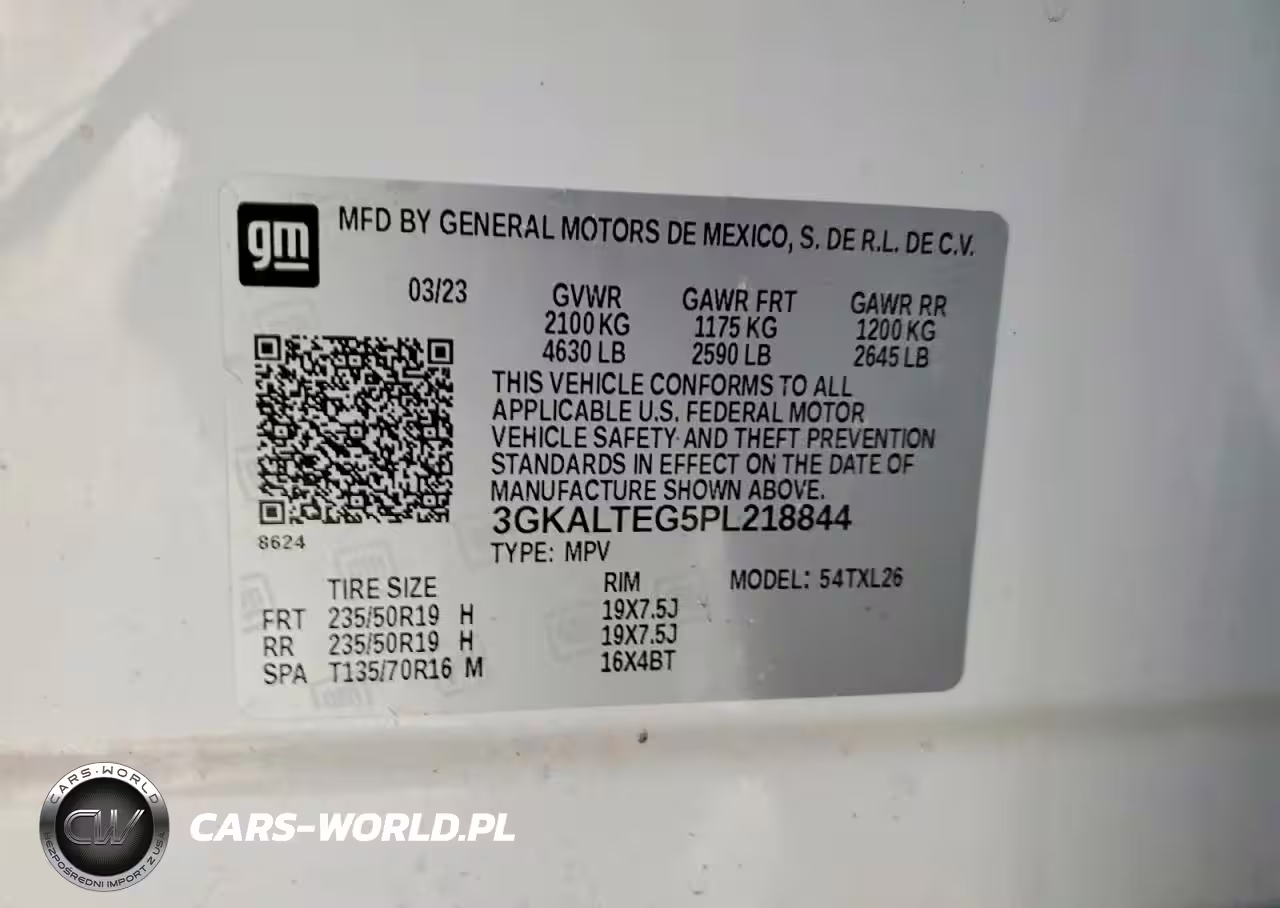 gm
MFD BY GENERAL MOTORS DE MEXICO, S. DE R.L. DE C.V.
03/23 GVWR GAWR FRT GAWR RR
2100 KG 1175 KG 1200 KG
4630 LB 2590 LB 2645 LB
THIS VEHICLE CONFORMS TO ALL
APPLICABLE U.S. FEDERAL MOTOR
VEHICLE SAFETY AND THEFT PREVENTION
STANDARDS IN EFFECT ON THE DATE OF
MANUFACTURE SHOWN ABOVE.
3GKALTEG5PL218844
8624
TYPE: MPV
TIRE SIZE RIM MODEL: 54TXL26
FRT 235/50R19 H 19X7.5J
RR 235/50R19 H 19X7.5J
SPA T135/70R16 M 16X4BT
CARS-WORLD
CW
BEZPOŚREDNI IMPORT Z USA
CARS-WORLD.PL